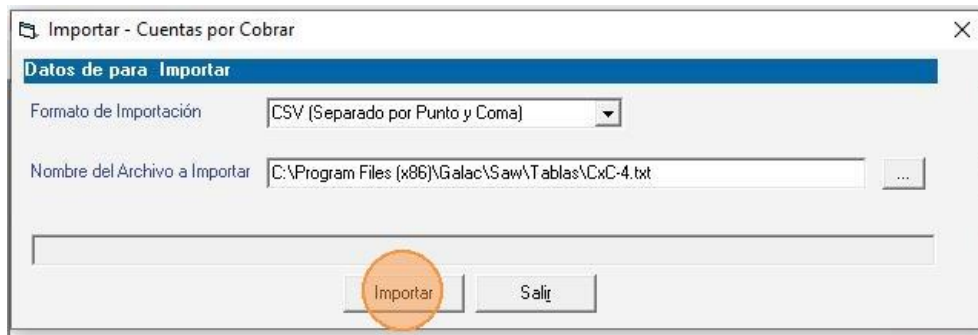 Importar - Cuentas por Cobrar
Datos de para Importar
Formato de Importación CSV (Separado por Punto y Coma)
Nombre del Archivo a Importar C:\Program Files (x86)\Galac\Saw\Tablas\CxC-4.txt ...
Importar Salir